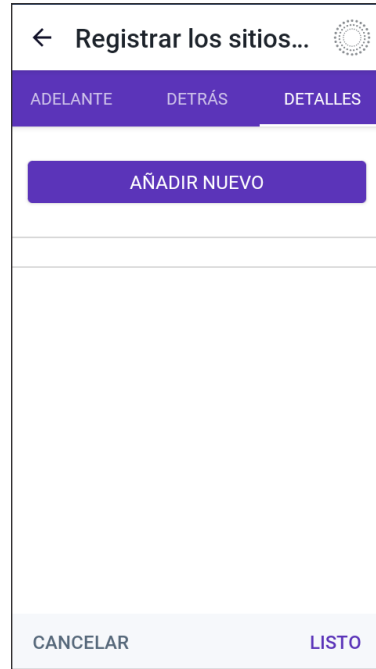 Registrar los sitios...
ADELANTE DETRÁS DETALLES
AÑADIR NUEVO
CANCELAR LISTO